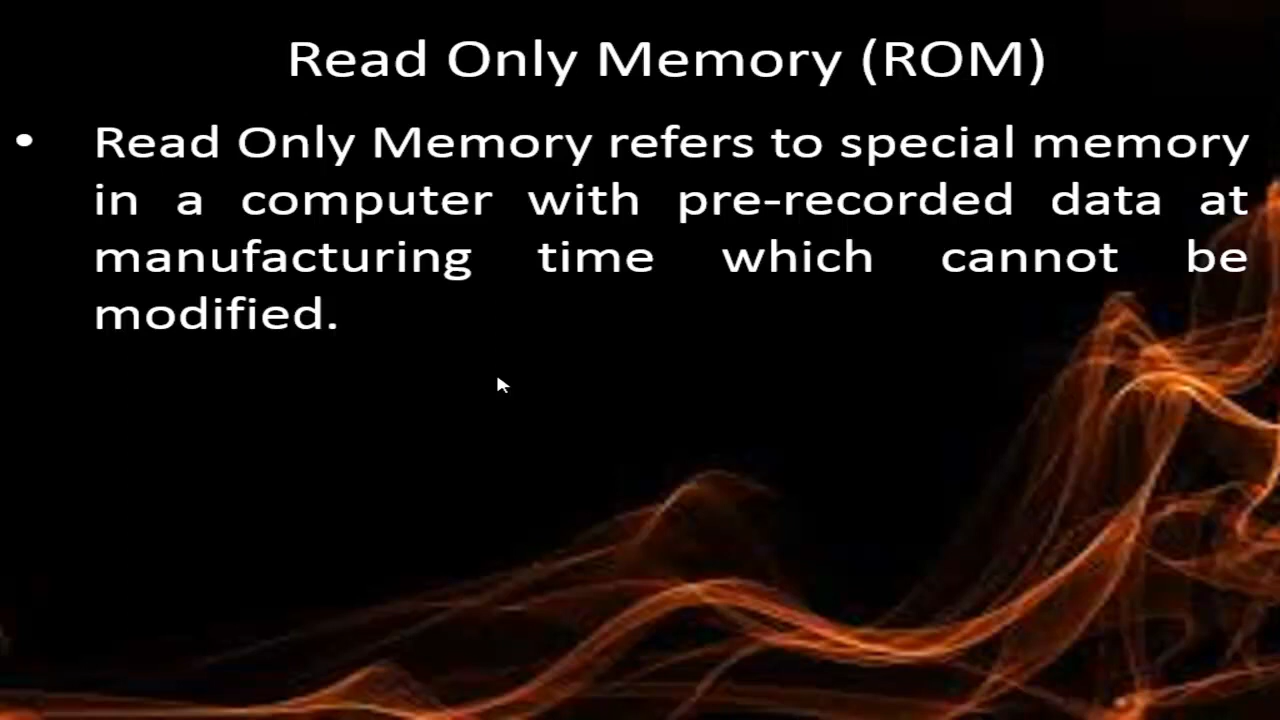 Read Only Memory (ROM)
• Read Only Memory refers to special memory
in a computer with pre-recorded data at
manufacturing time which cannot be
modified.